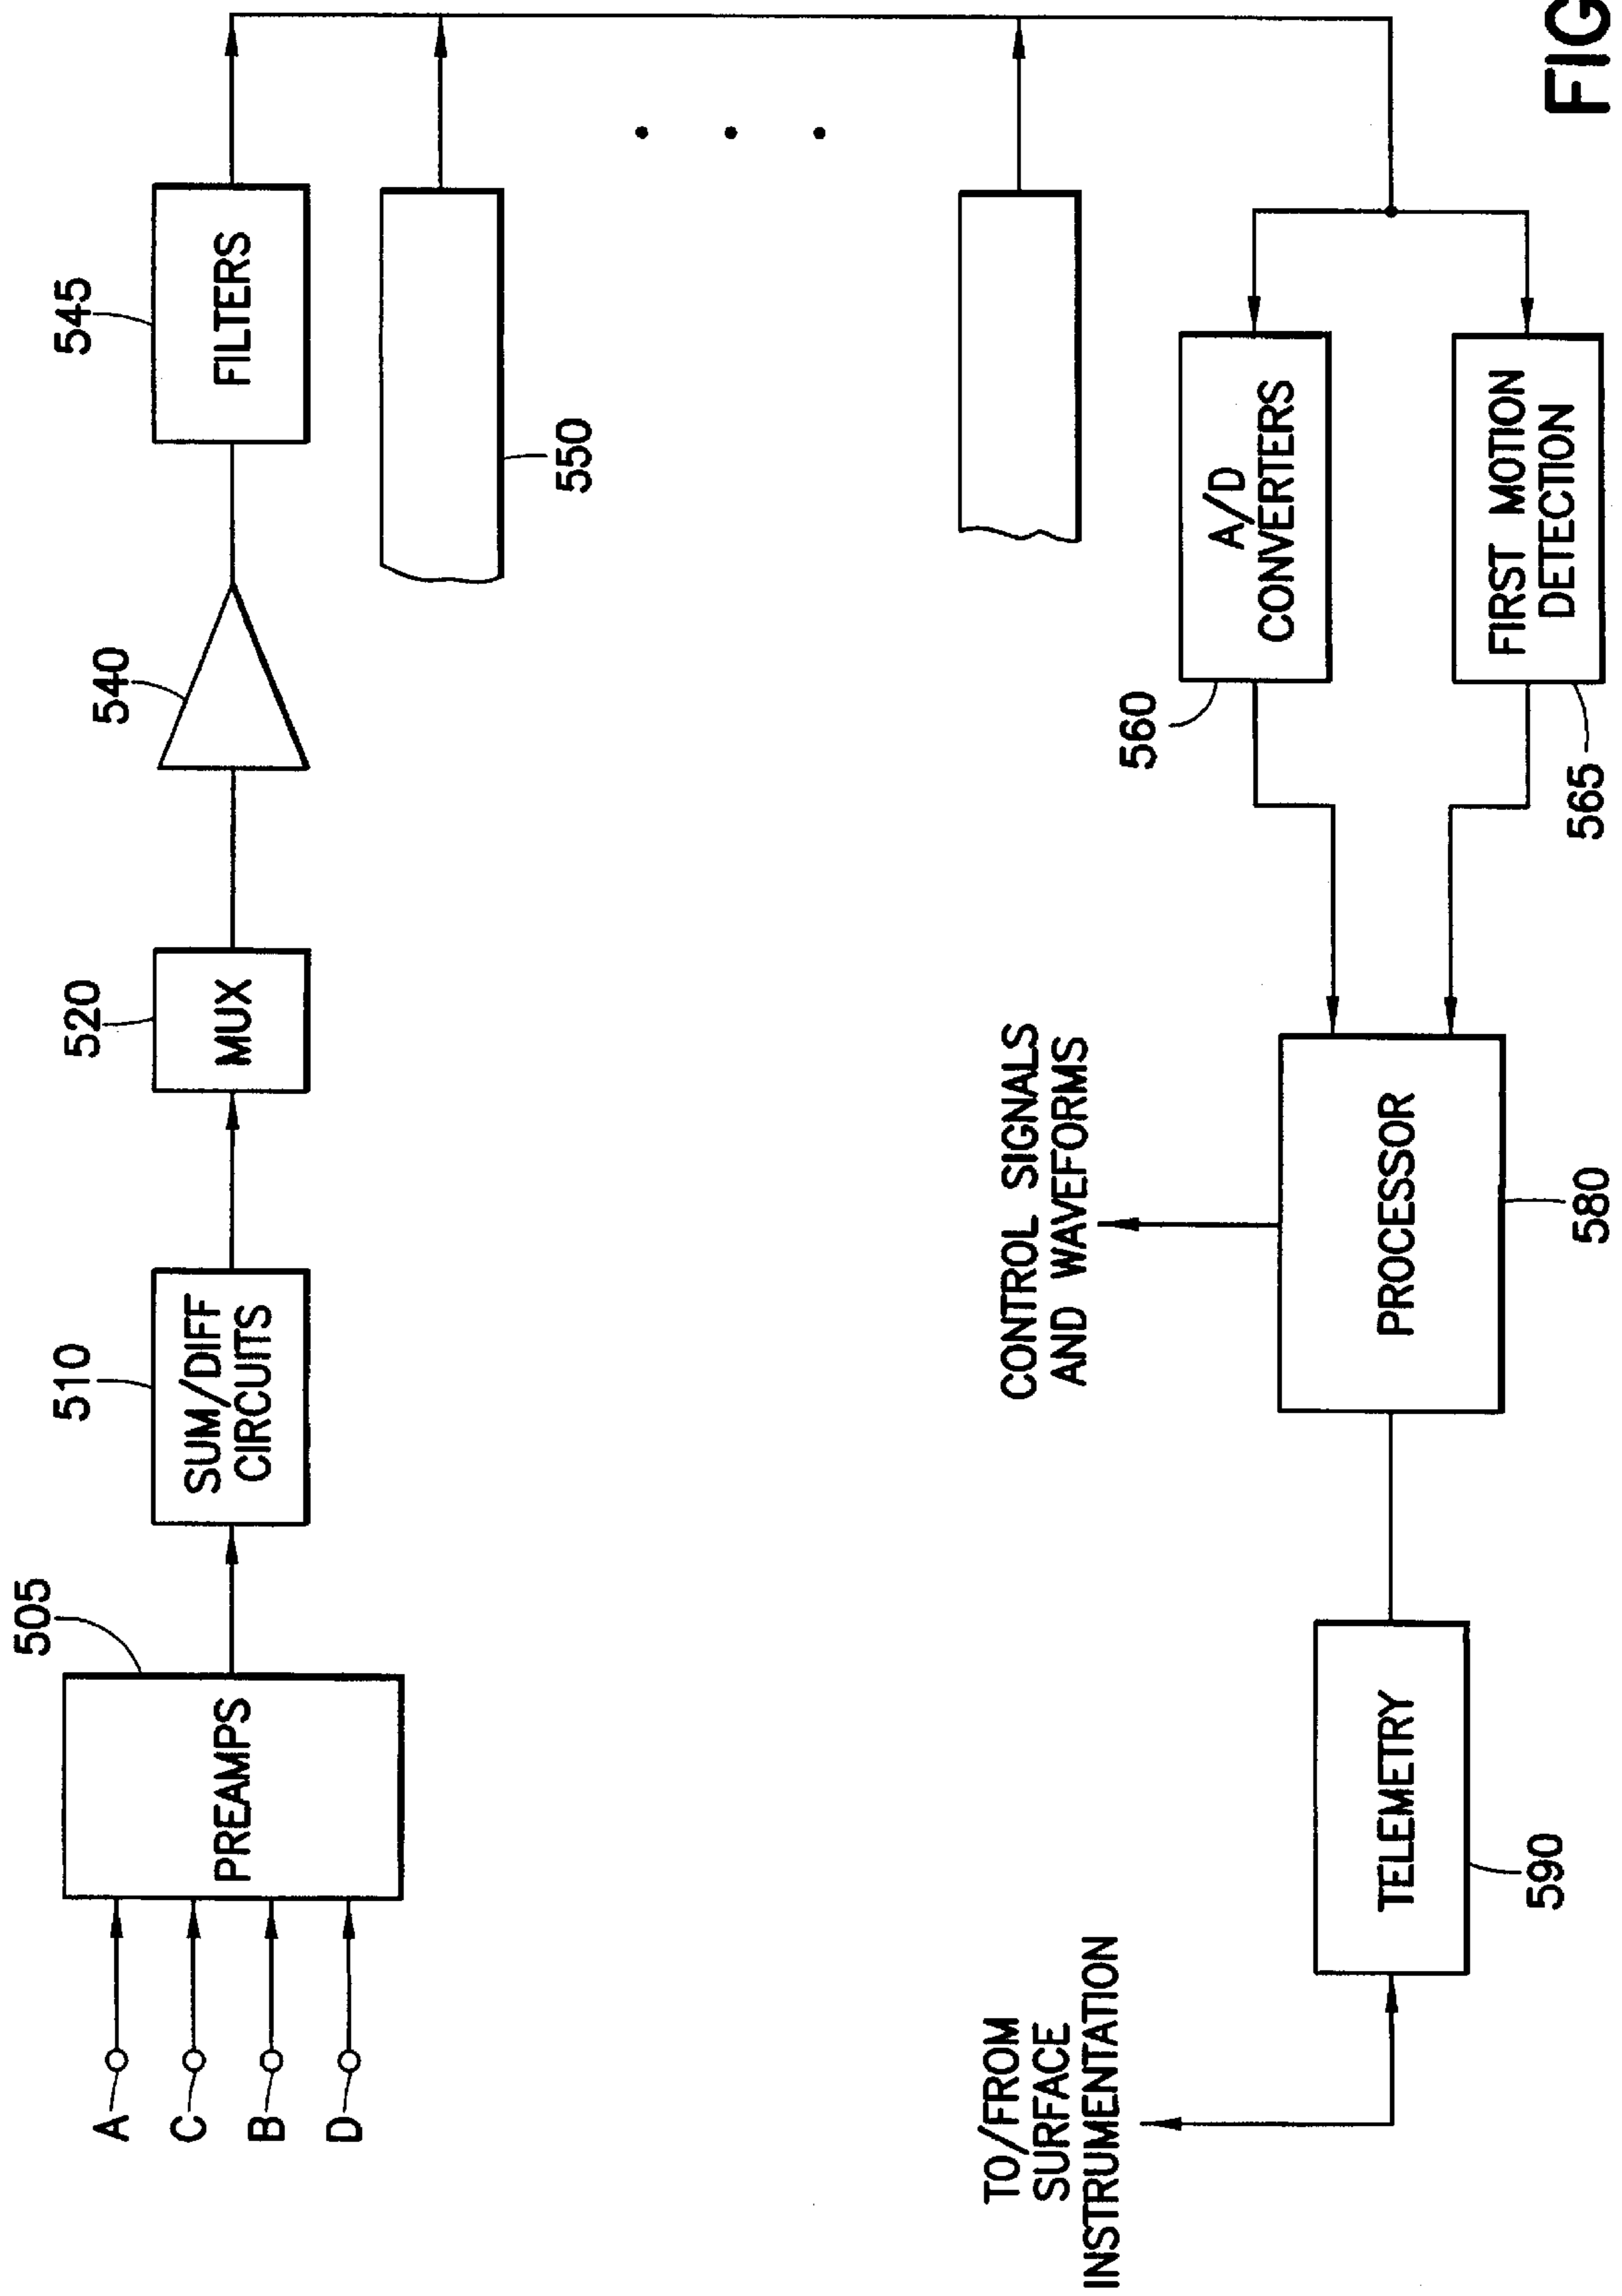 505
510
520
540
545
A
C
B
D
PREAMPS
SUM/DIFF
CIRCUITS
MUX
FILTERS
550
TO/FROM
SURFACE
INSTRUMENTATION
CONTROL SIGNALS
AND WAVEFORMS
560
A/D
CONVERTERS
TELEMETRY
PROCESSOR
FIRST MOTION
DETECTION
590
580
565
FIG